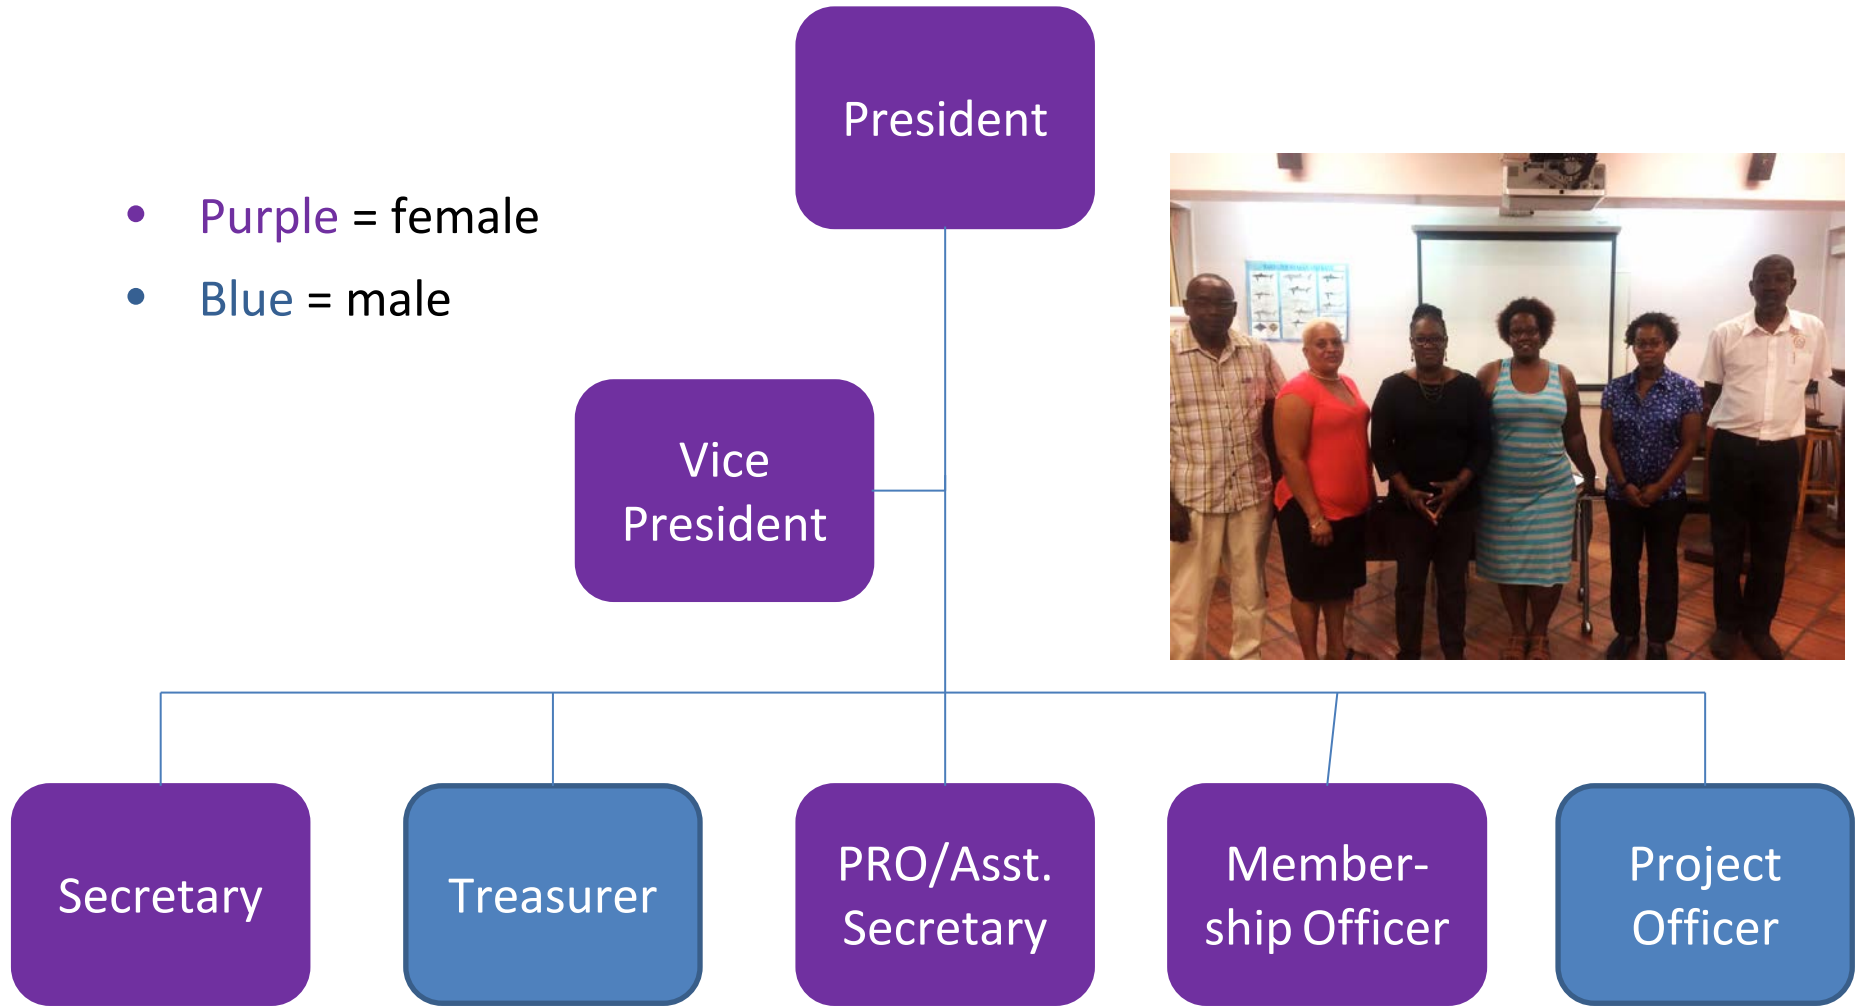 President
• Purple = female
• Blue = male
Vice
President
Secretary
Treasurer
PRO/Asst.
Secretary
Member-
ship Officer
Project
Officer